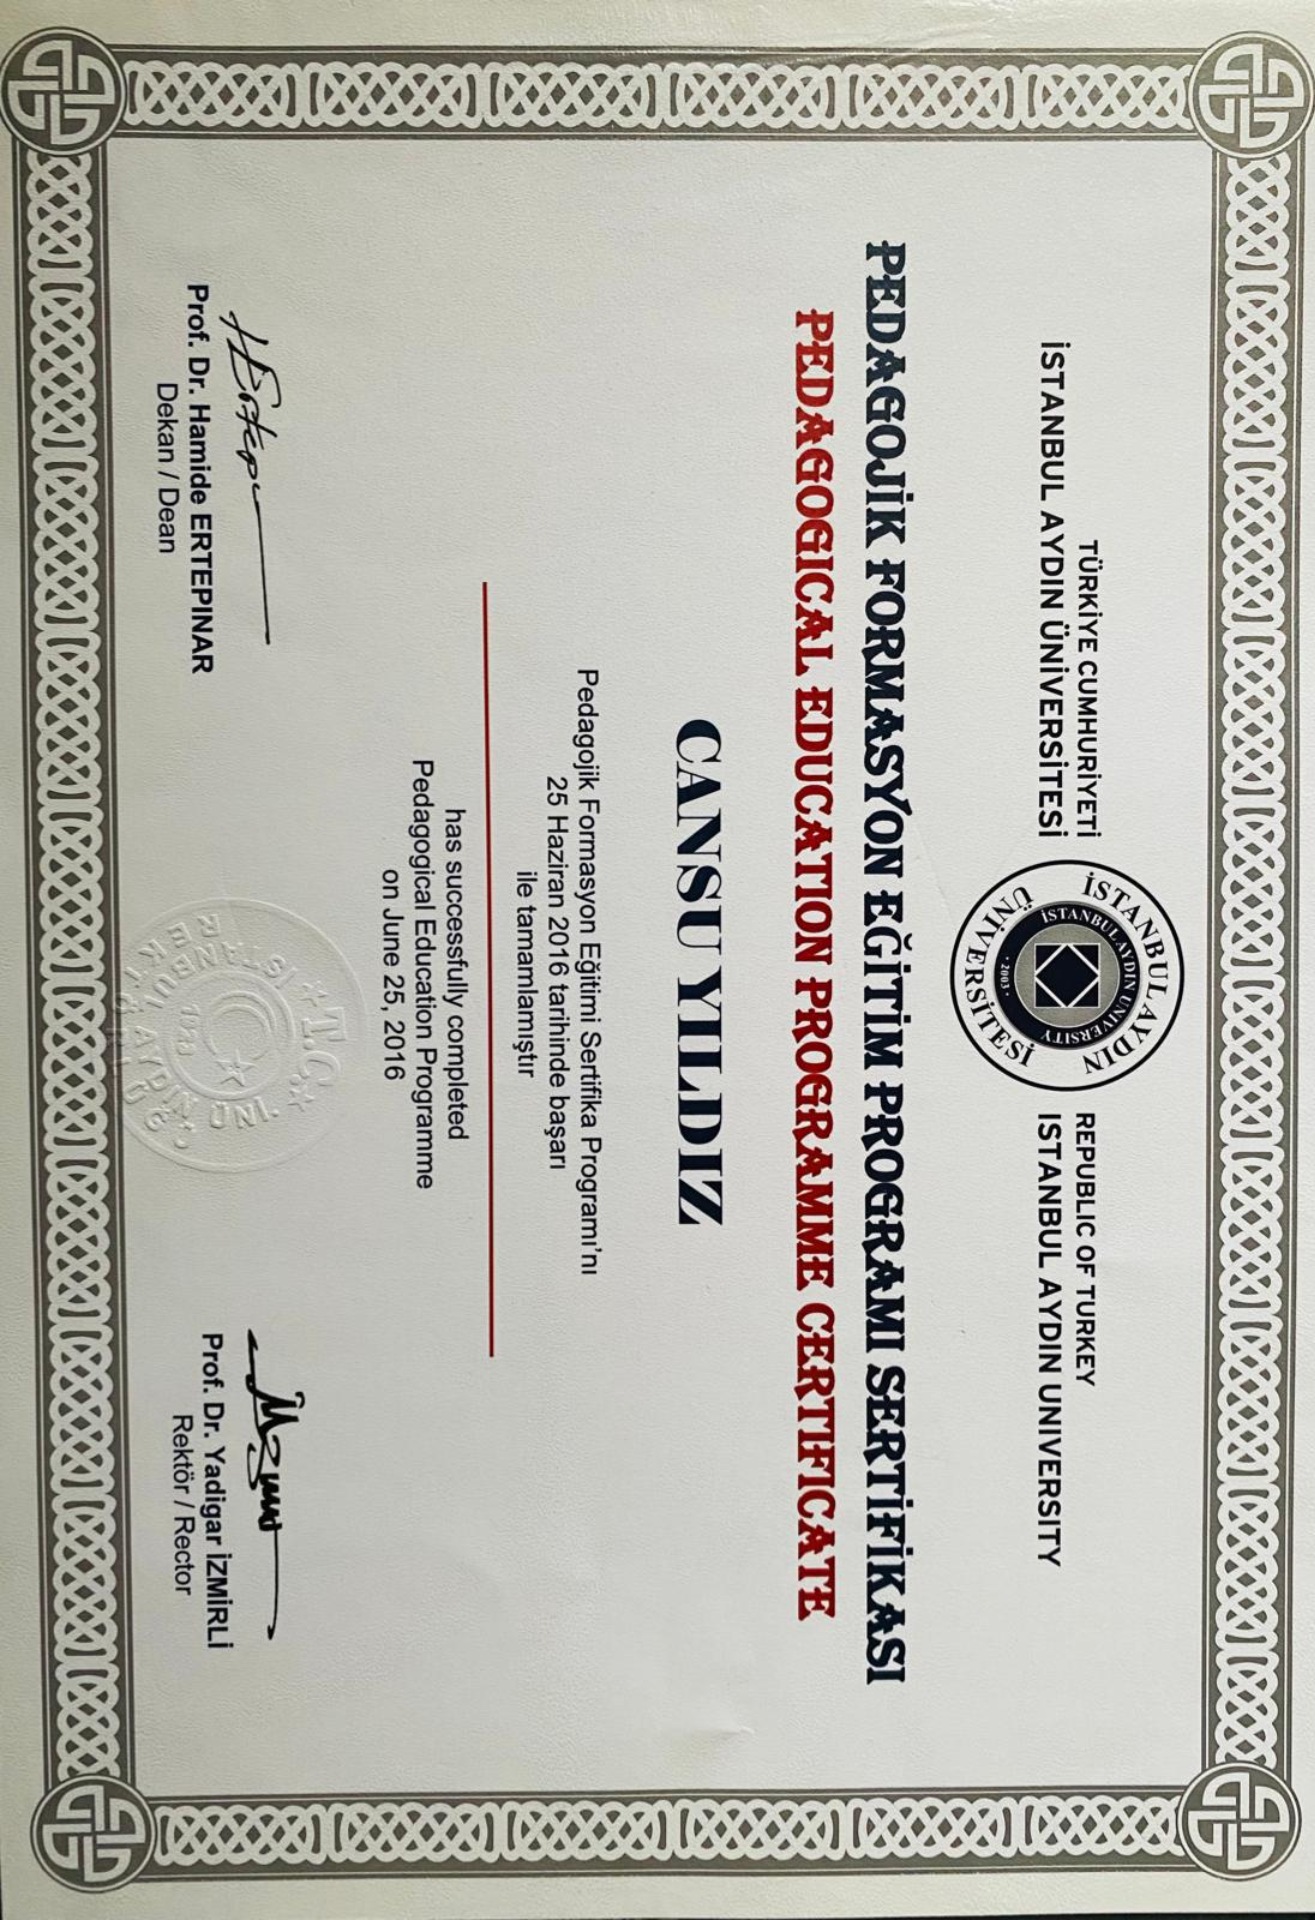 TÜRKİYE CUMHURİYETİ
İSTANBUL AYDIN ÜNİVERSİTESİ
İSTANBUL AYDIN
ÜNİVERSİTESİ
İSTANBUL AYDIN UNIVERSITY
· 2003 ·
REPUBLIC OF TURKEY
ISTANBUL AYDIN UNIVERSITY
PEDAGOJİK FORMASYON EĞİTİM PROGRAMI SERTİFİKASI
PEDAGOGICAL EDUCATION PROGRAMME CERTIFICATE
CANSU YILDIZ
Pedagojik Formasyon Eğitimi Sertifika Programı'nı
25 Haziran 2016 tarihinde başarı
ile tamamlamıştır
has successfully completed
Pedagogical Education Programme
on June 25, 2016
Prof. Dr. Hamide ERTEPINAR
Dekan / Dean
T.C.
İSTANBUL AYDIN ÜNİ.
Prof. Dr. Yadigar İZMİRLİ
Rektör / Rector